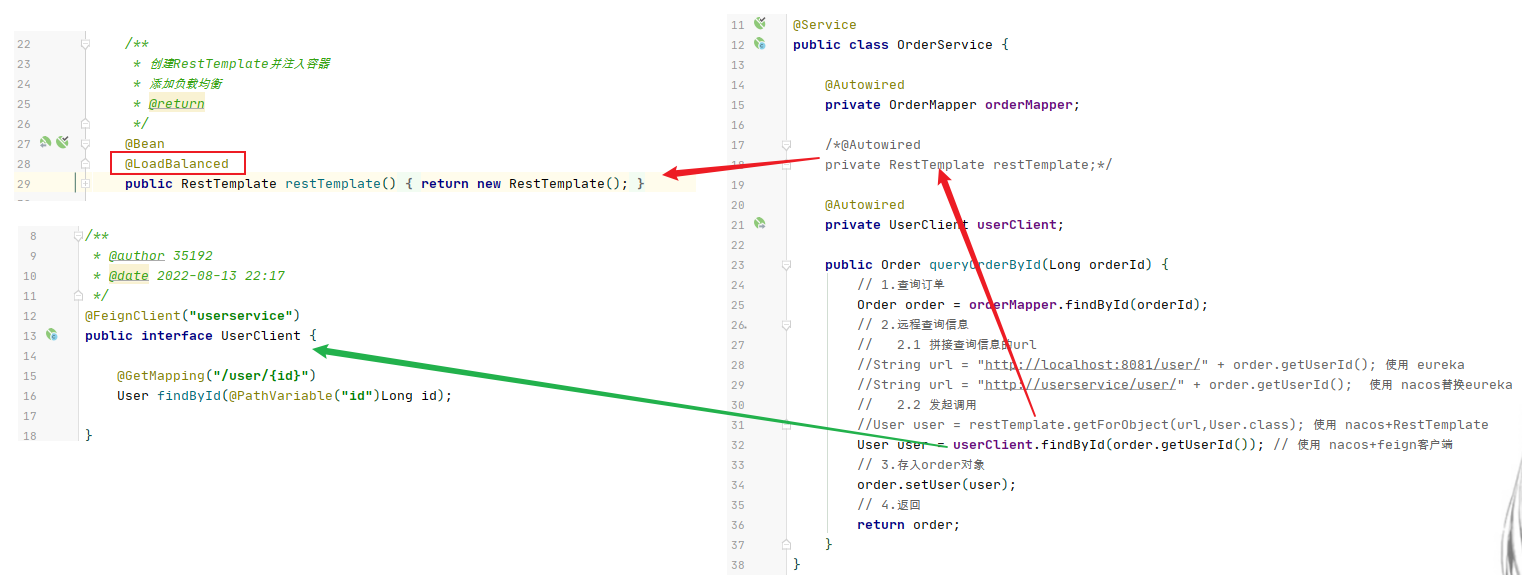 22 /**
23 * 创建RestTemplate并注入容器
24 * 添加负载均衡
25 * @return
26 */
27 @Bean
28 @LoadBalanced
29 public RestTemplate restTemplate() { return new RestTemplate(); }
8 /**
9 * @author 35192
10 * @date 2022-08-13 22:17
11 */
12 @FeignClient("userservice")
13 public interface UserClient {
14
15 @GetMapping("/user/{id}")
16 User findById(@PathVariable("id")Long id);
17
18 }
11 @Service
12 public class OrderService {
13
14 @Autowired
15 private OrderMapper orderMapper;
16
17 /*@Autowired
18 private RestTemplate restTemplate;*/
19
20 @Autowired
21 private UserClient userClient;
22
23 public Order queryOrderById(Long orderId) {
24 // 1.查询订单
25 Order order = orderMapper.findById(orderId);
26 // 2.远程查询信息
27 // 2.1 拼接查询信息的url
28 //String url = "http://localhost:8081/user/" + order.getUserId(); 使用 eureka
29 //String url = "http://userservice/user/" + order.getUserId(); 使用 nacos替换eureka
30 // 2.2 发起调用
31 //User user = restTemplate.getForObject(url,User.class); 使用 nacos+RestTemplate
32 User user = userClient.findById(order.getUserId()); // 使用 nacos+feign客户端
33 // 3.存入order对象
34 order.setUser(user);
35 // 4.返回
36 return order;
37 }
38 }